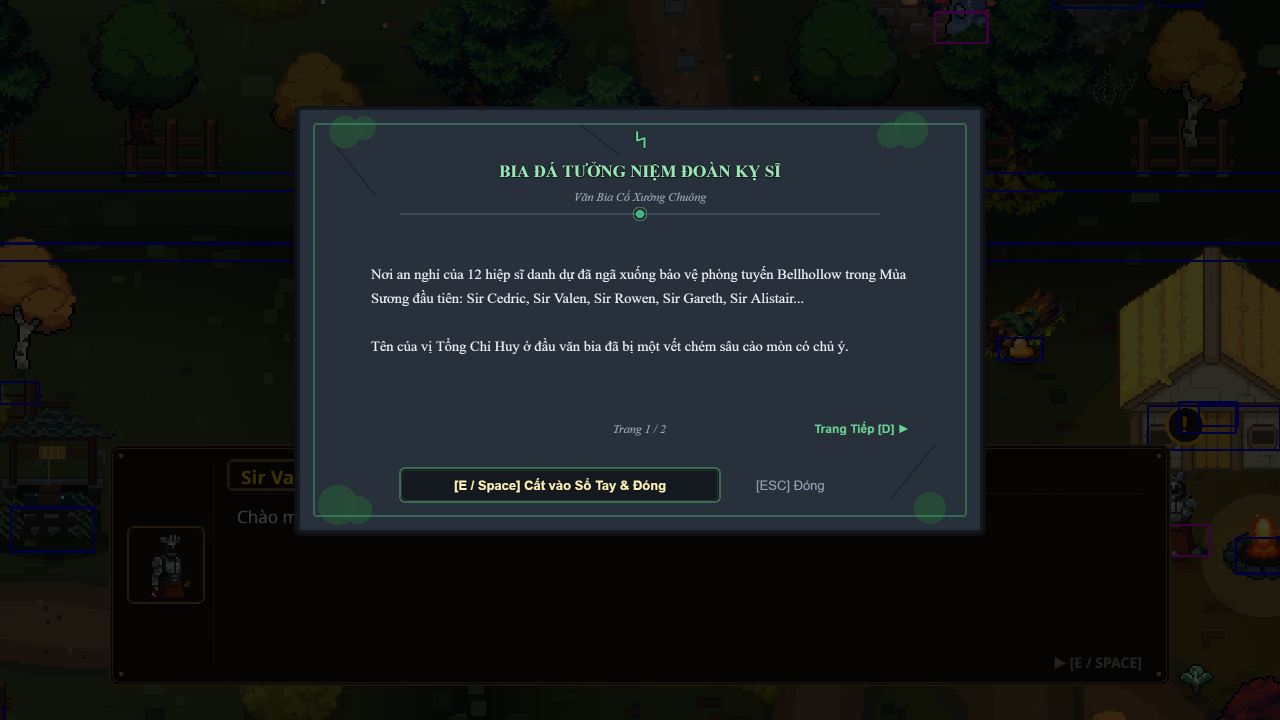 BIA ĐÁ TƯỞNG NIỆM ĐOÀN KỴ SĨ
Văn Bia Cổ Xưởng Chuông
Nơi an nghỉ của 12 hiệp sĩ danh dự đã ngã xuống bảo vệ phòng tuyến Bellhollow trong Mùa
Sương đầu tiên: Sir Cedric, Sir Valen, Sir Rowen, Sir Gareth, Sir Alistair...
Tên của vị Tổng Chỉ Huy ở đầu văn bia đã bị một vết chém sâu cào mòn có chủ ý.
Trang 1 / 2
Trang Tiếp [D] ▶
[E / Space] Cất vào Sổ Tay & Đóng
[ESC] Đóng
Sir Va
Chào m
▶ [E / SPACE]